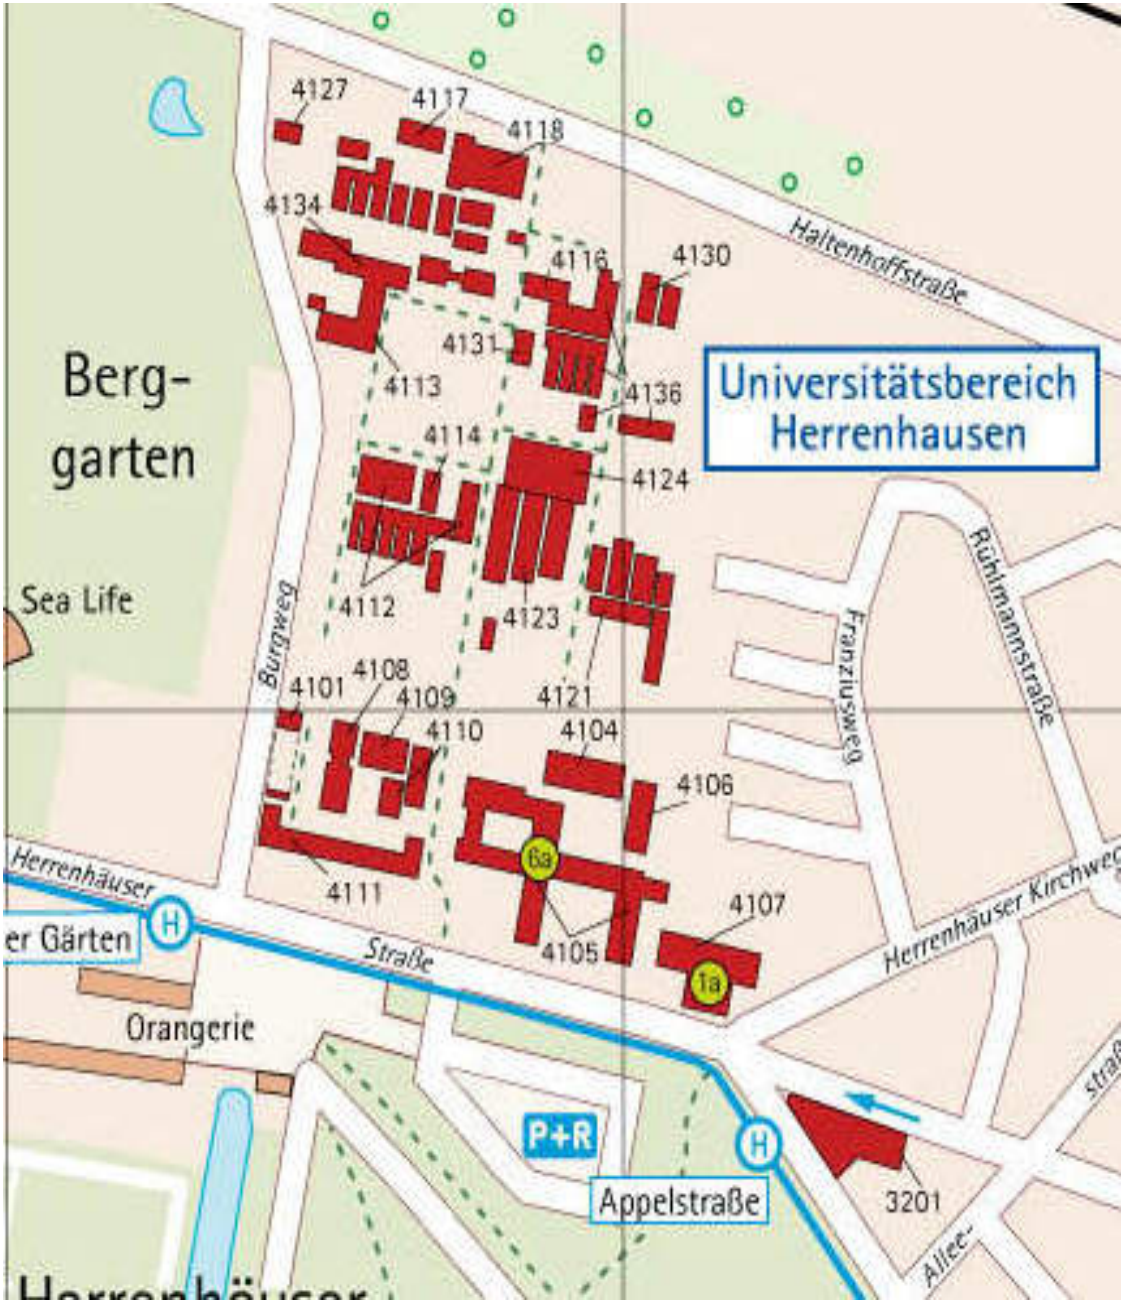 4127
4117
4118
4134
4116
4130
4131
4113
4136
Haltenhoffstraße
Universitätsbereich
Herrenhausen
Berg-
garten
4114
4124
Sea Life
Burgweg
4112
4123
4121
Franziusweg
Rühlmannstraße
4101
4108
4109
4110
4104
4106
6a
4111
4105
4107
1a
Herrenhäuser
Straße
Herrenhäuser Kirchweg
H
er Gärten
Orangerie
P+R
H
Appelstraße
3201
Allee-
straß
Herrenhäuser